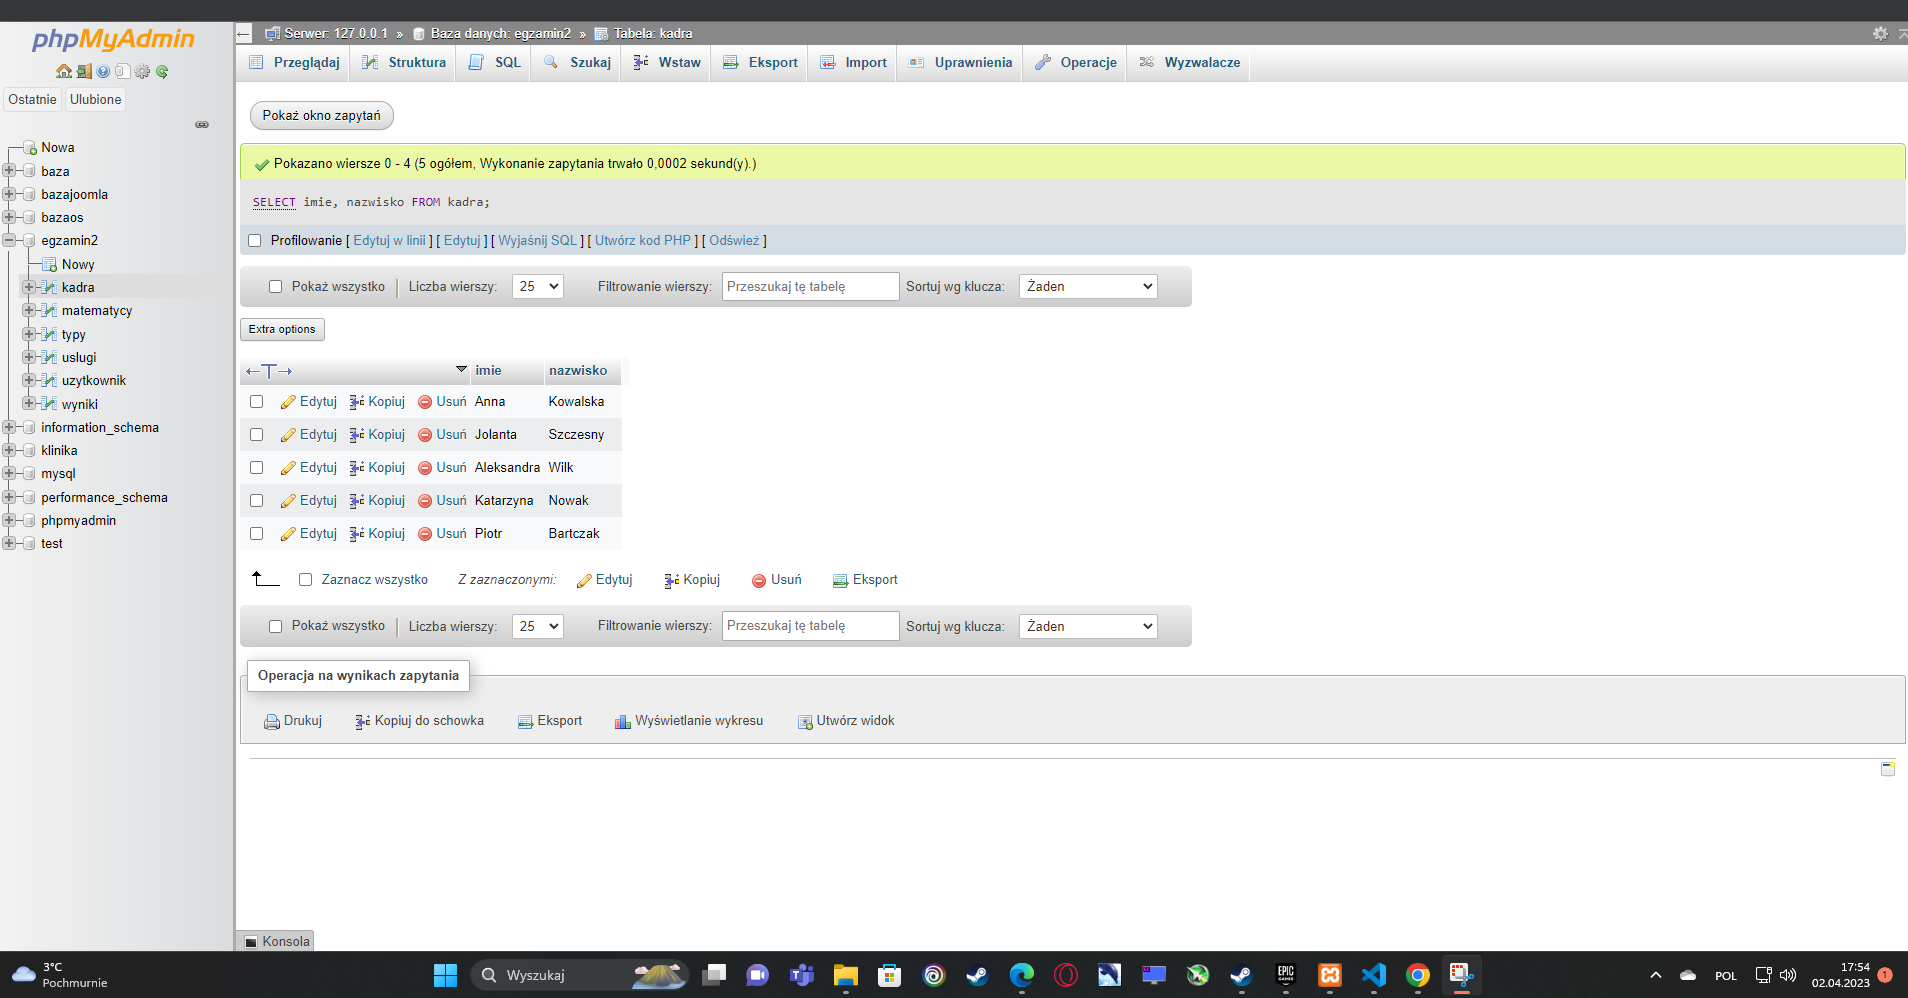 phpMyAdmin
Ostatnie Ulubione
Nowa
baza
bazajoomla
bazaos
egzamin2
Nowy
kadra
matematycy
typy
uslugi
uzytkownik
wyniki
information_schema
klinika
mysql
performance_schema
phpmyadmin
test
Serwer: 127.0.0.1 » Baza danych: egzamin2 » Tabela: kadra
Przeglądaj Struktura SQL Szukaj Wstaw Eksport Import Uprawnienia Operacje Wyzwalacze
Pokaż okno zapytań
Pokazano wiersze 0 - 4 (5 ogółem, Wykonanie zapytania trwało 0,0002 sekund(y).)
SELECT imie, nazwisko FROM kadra;
Profilowanie [ Edytuj w linii ] [ Edytuj ] [ Wyjaśnij SQL ] [ Utwórz kod PHP ] [ Odśwież ]
Pokaż wszystko Liczba wierszy: 25 Filtrowanie wierszy: Przeszukaj tę tabelę Sortuj wg klucza: Żaden
Extra options
←T→ imie nazwisko
Edytuj Kopiuj Usuń Anna Kowalska
Edytuj Kopiuj Usuń Jolanta Szczesny
Edytuj Kopiuj Usuń Aleksandra Wilk
Edytuj Kopiuj Usuń Katarzyna Nowak
Edytuj Kopiuj Usuń Piotr Bartczak
Zaznacz wszystko Z zaznaczonymi: Edytuj Kopiuj Usuń Eksport
Pokaż wszystko Liczba wierszy: 25 Filtrowanie wierszy: Przeszukaj tę tabelę Sortuj wg klucza: Żaden
Operacja na wynikach zapytania
Drukuj Kopiuj do schowka Eksport Wyświetlanie wykresu Utwórz widok
Konsola
3°C
Pochmurnie
Wyszukaj
EPIC
GAMES
POL
17:54
02.04.2023
1